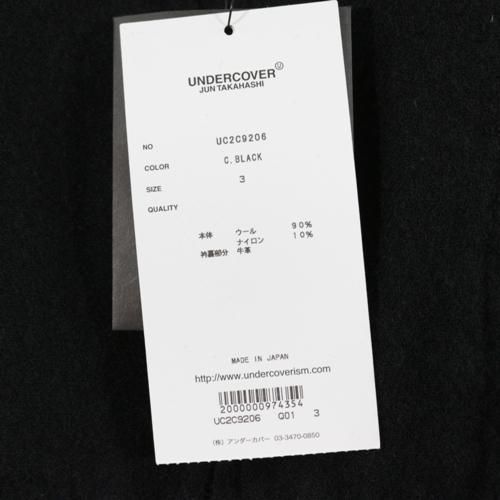 UNDERCOVER Ⓤ
JUN TAKAHASHI
NO UC2C9206
COLOR C.BLACK
SIZE 3
QUALITY
本体 ウール 90%
ナイロン 10%
衿裏部分 牛革
MADE IN JAPAN
http://www.undercoverism.com
2000000974354
UC2C9206 Q01 3
(株) アンダーカバー 03-3470-0850